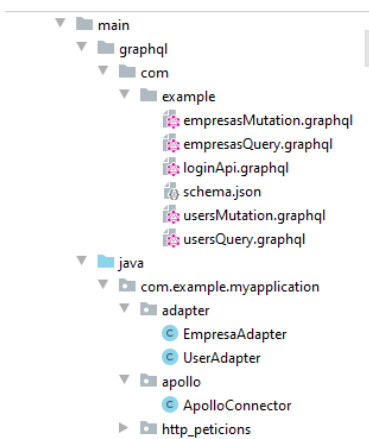 main
graphql
com
example
empresasMutation.graphql
empresasQuery.graphql
loginApi.graphql
schema.json
usersMutation.graphql
usersQuery.graphql
java
com.example.myapplication
adapter
EmpresaAdapter
UserAdapter
apollo
ApolloConnector
http_peticions